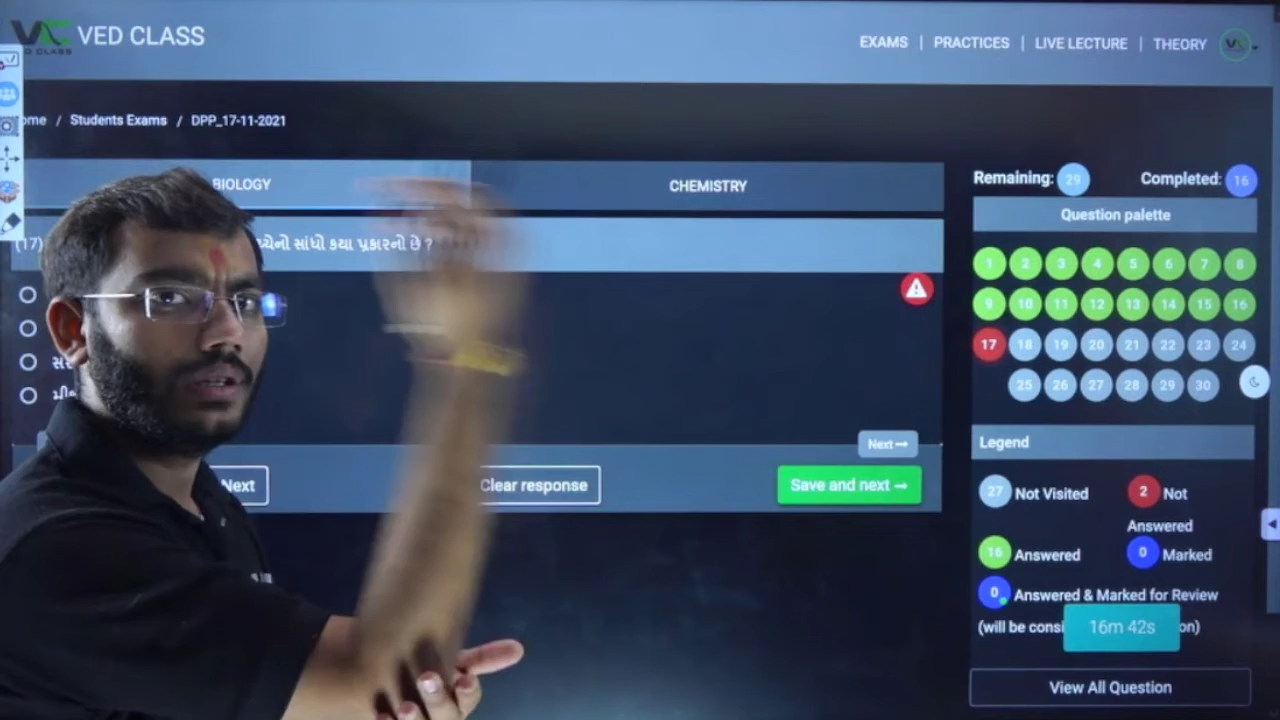 VED CLASS
EXAMS | PRACTICES | LIVE LECTURE | THEORY
ome / Students Exams / DPP_17-11-2021
BIOLOGY
CHEMISTRY
Remaining: 29
Completed: 16
Question palette
(17) ચ્ચેનો સાંધો કયા પ્રકારનો છે ?
1 2 3 4 5 6 7 8
9 10 11 12 13 14 15 16
17 18 19 20 21 22 23 24
25 26 27 28 29 30
Next→
Legend
Next
Clear response
Save and next →
27 Not Visited
2 Not Answered
16 Answered
0 Marked
0 Answered & Marked for Review
(will be consi
on)
16m 42s
View All Question